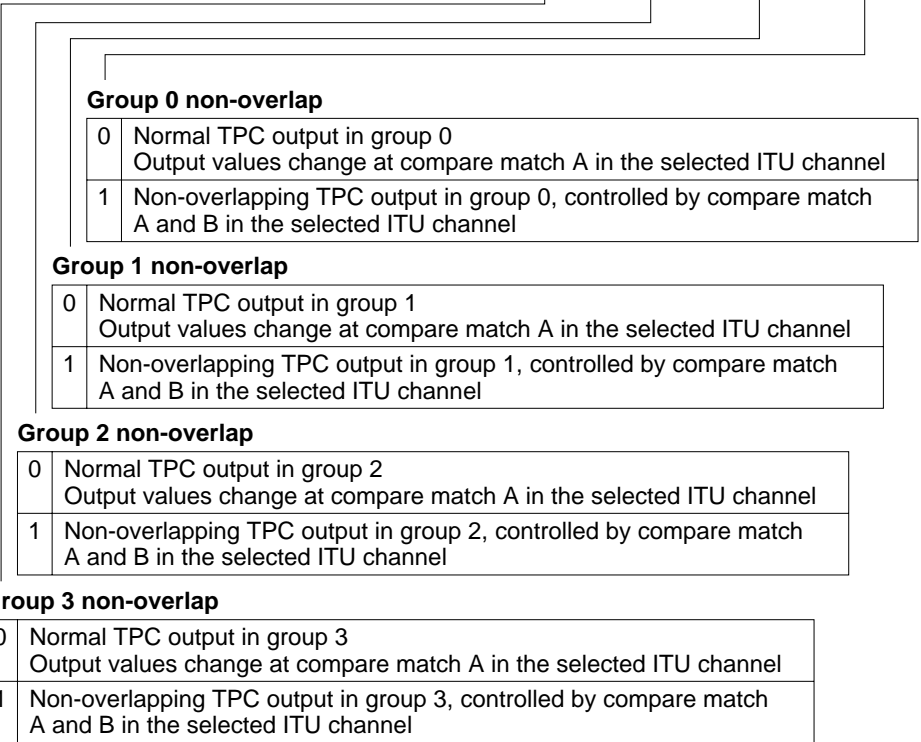 Group 0 non-overlap
0 Normal TPC output in group 0
Output values change at compare match A in the selected ITU channel
1 Non-overlapping TPC output in group 0, controlled by compare match
A and B in the selected ITU channel
Group 1 non-overlap
0 Normal TPC output in group 1
Output values change at compare match A in the selected ITU channel
1 Non-overlapping TPC output in group 1, controlled by compare match
A and B in the selected ITU channel
Group 2 non-overlap
0 Normal TPC output in group 2
Output values change at compare match A in the selected ITU channel
1 Non-overlapping TPC output in group 2, controlled by compare match
A and B in the selected ITU channel
roup 3 non-overlap
0 Normal TPC output in group 3
Output values change at compare match A in the selected ITU channel
1 Non-overlapping TPC output in group 3, controlled by compare match
A and B in the selected ITU channel